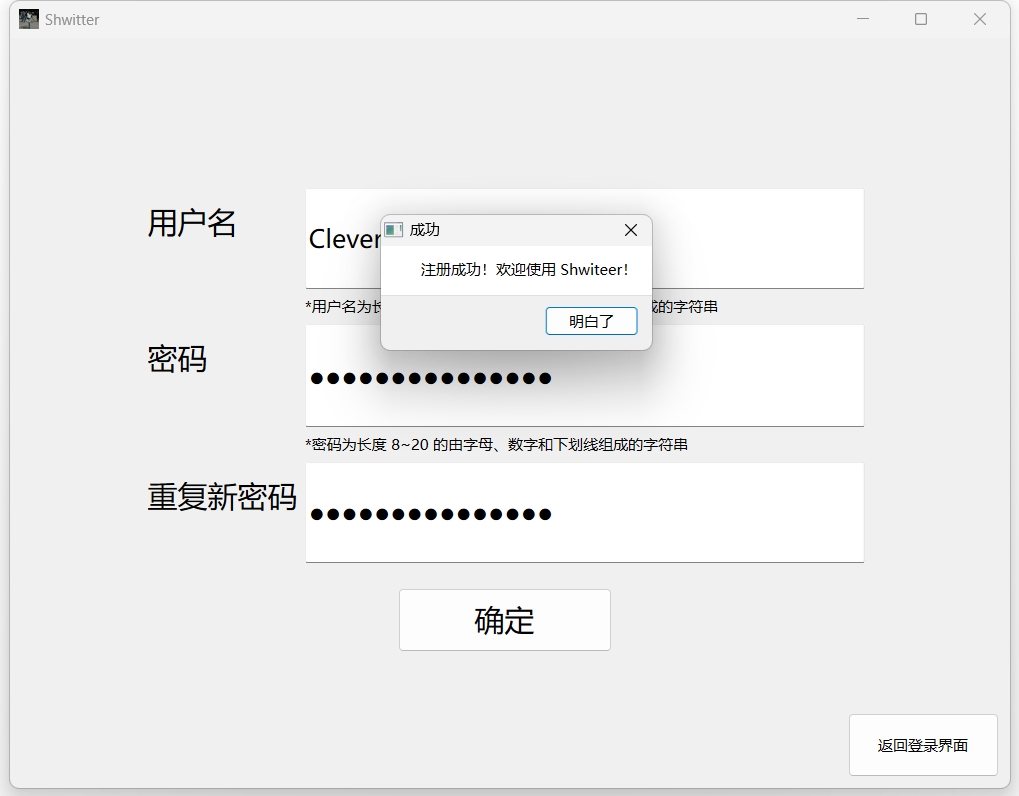 Shwitter
用户名
Clever
成功
注册成功！欢迎使用 Shwiteer！
明白了
*用户名为长
成的字符串
密码
●●●●●●●●●●●●●●●
*密码为长度 8~20 的由字母、数字和下划线组成的字符串
重复新密码
●●●●●●●●●●●●●●●
确定
返回登录界面